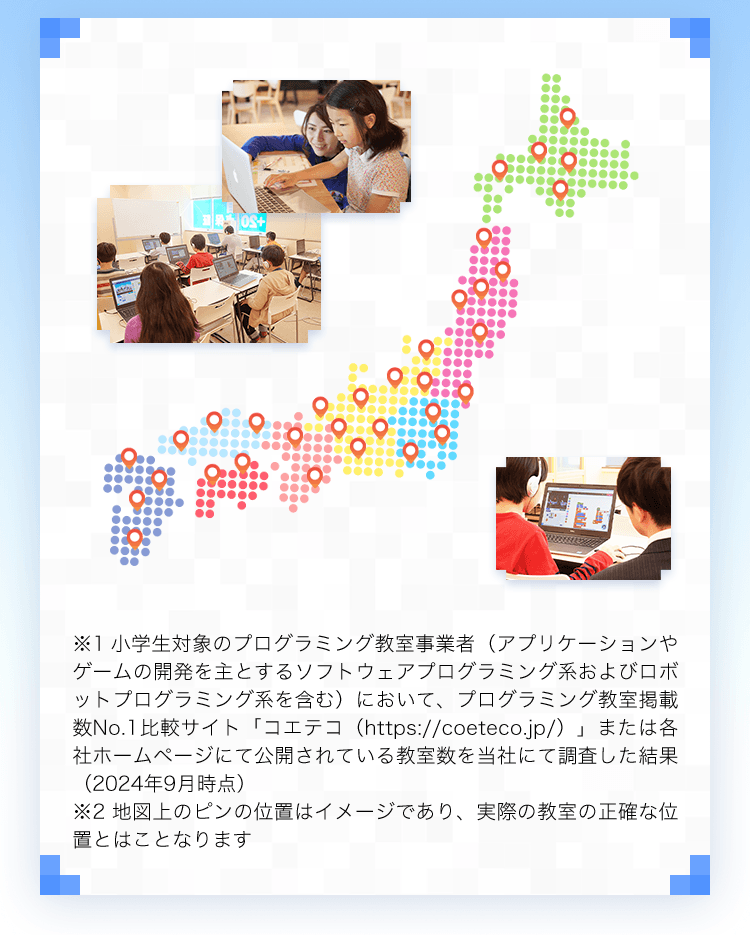 ※1 小学生対象のプログラミング教室事業者（アプリケーションや
ゲームの開発を主とするソフトウェアプログラミング系およびロボ
ットプログラミング系を含む）において、プログラミング教室掲載
数No.1比較サイト「コエテコ（https://coeteco.jp/）」または各
社ホームページにて公開されている教室数を当社にて調査した結果
（2024年9月時点）
※2 地図上のピンの位置はイメージであり、実際の教室の正確な位
置とはことなります